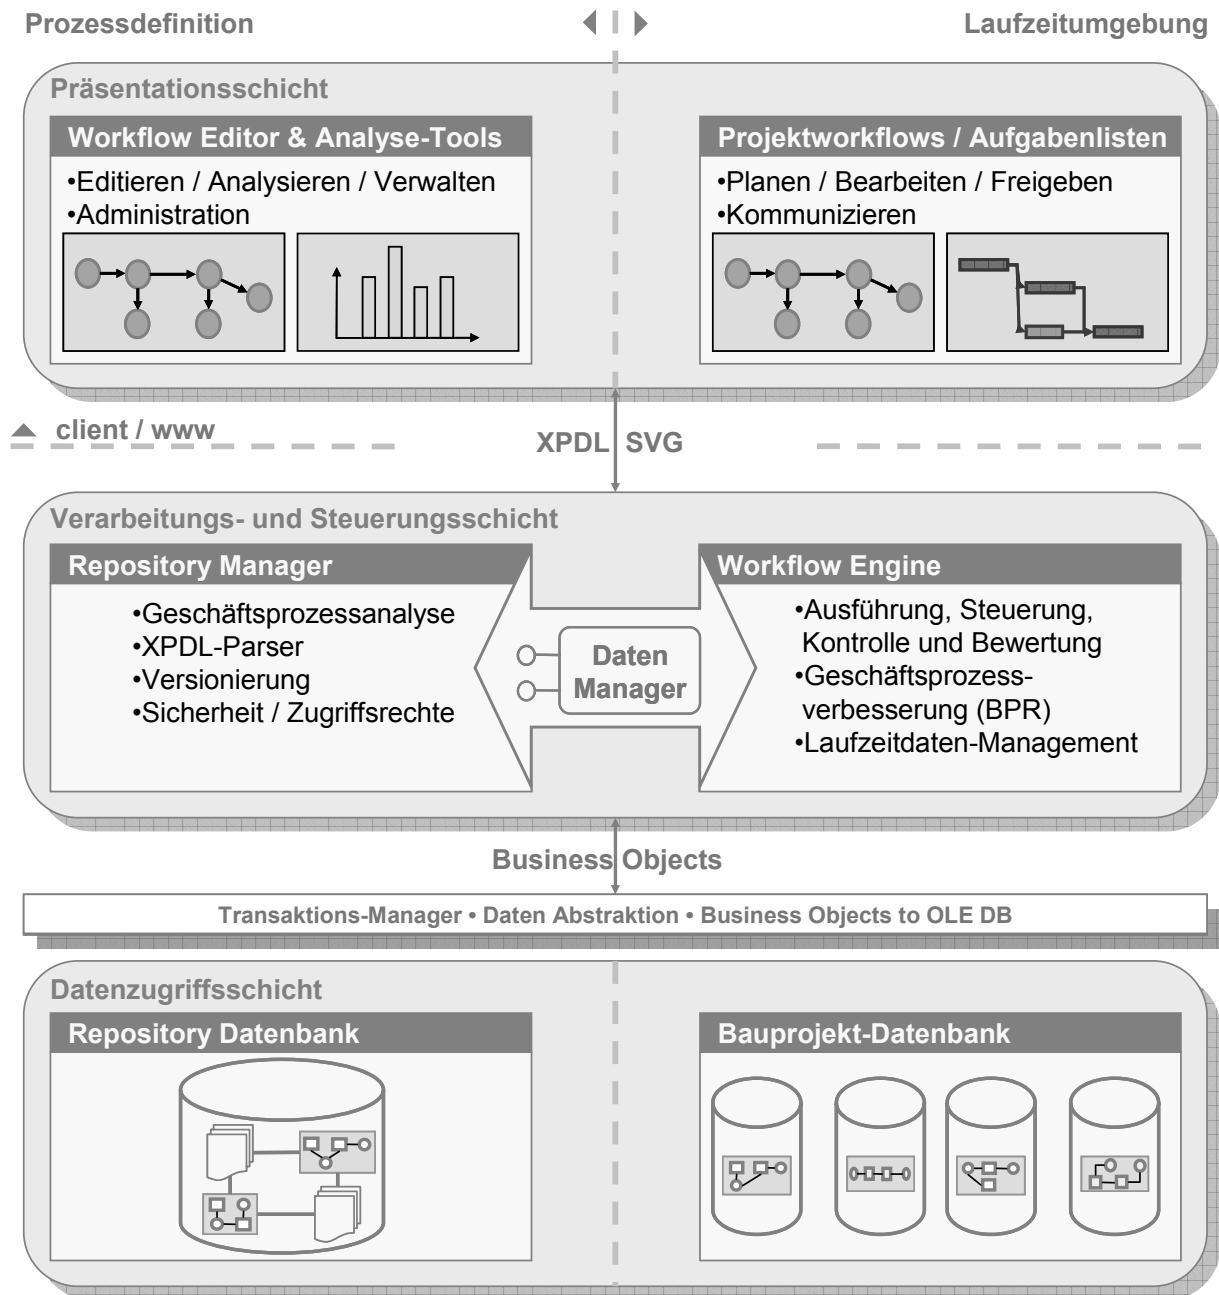 Prozessdefinition
Laufzeitumgebung
Präsentationsschicht
Workflow Editor & Analyse-Tools
•Editieren / Analysieren / Verwalten
•Administration
Projektworkflows / Aufgabenlisten
•Planen / Bearbeiten / Freigeben
•Kommunizieren
client / www
XPDL SVG
Verarbeitungs- und Steuerungsschicht
Repository Manager
•Geschäftsprozessanalyse
•XPDL-Parser
•Versionierung
•Sicherheit / Zugriffsrechte
Daten
Manager
Workflow Engine
•Ausführung, Steuerung,
Kontrolle und Bewertung
•Geschäftsprozess-
verbesserung (BPR)
•Laufzeitdaten-Management
Business Objects
Transaktions-Manager • Daten Abstraktion • Business Objects to OLE DB
Datenzugriffsschicht
Repository Datenbank
Bauprojekt-Datenbank